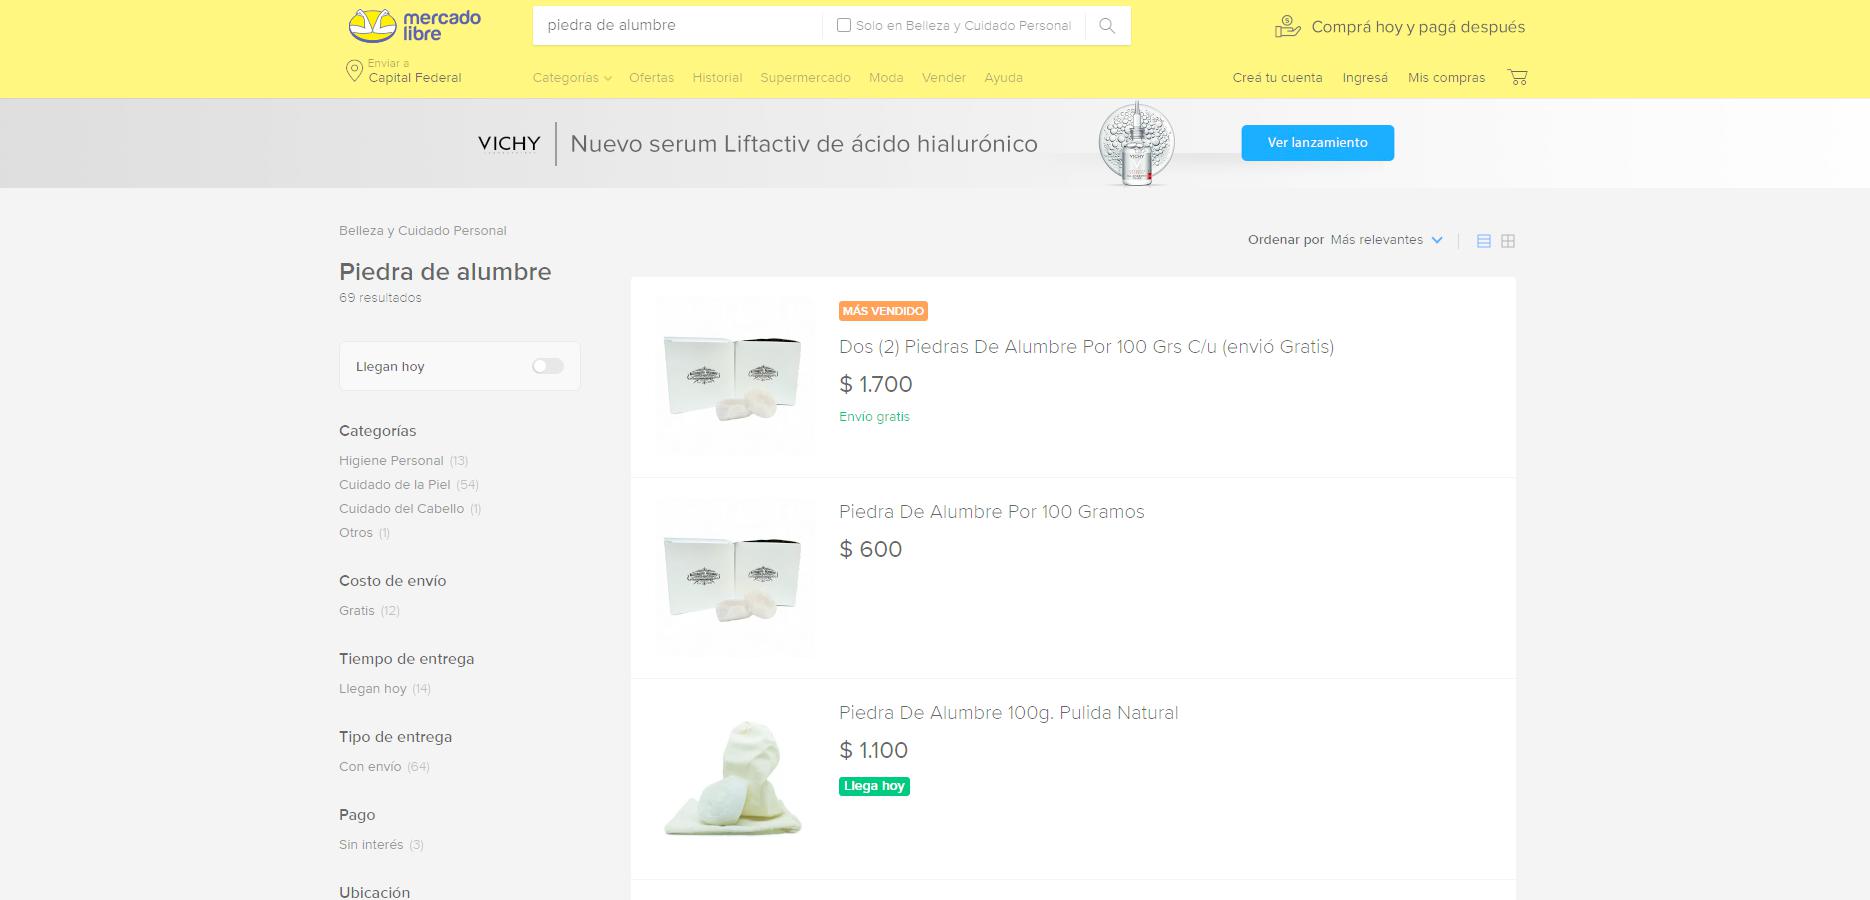 mercado
libre
piedra de alumbre
Solo en Belleza y Cuidado Personal
Comprá hoy y pagá después
Enviar a
Capital Federal
Categorías
Ofertas
Historial
Supermercado
Moda
Vender
Ayuda
Creá tu cuenta
Ingresá
Mis compras
VICHY
Nuevo serum Liftactiv de ácido hialurónico
VICHY
Ver lanzamiento
Belleza y Cuidado Personal
Piedra de alumbre
69 resultados
Ordenar por Más relevantes
Llegan hoy
Categorías
Higiene Personal (13)
Cuidado de la Piel (54)
Cuidado del Cabello (1)
Otros (1)
Costo de envío
Gratis (12)
Tiempo de entrega
Llegan hoy (14)
Tipo de entrega
Con envío (64)
Pago
Sin interés (3)
Ubicación
MÁS VENDIDO
Dos (2) Piedras De Alumbre Por 100 Grs C/u (envió Gratis)
$ 1.700
Envío gratis
Piedra De Alumbre Por 100 Gramos
$ 600
Piedra De Alumbre 100g. Pulida Natural
$ 1.100
Llega hoy